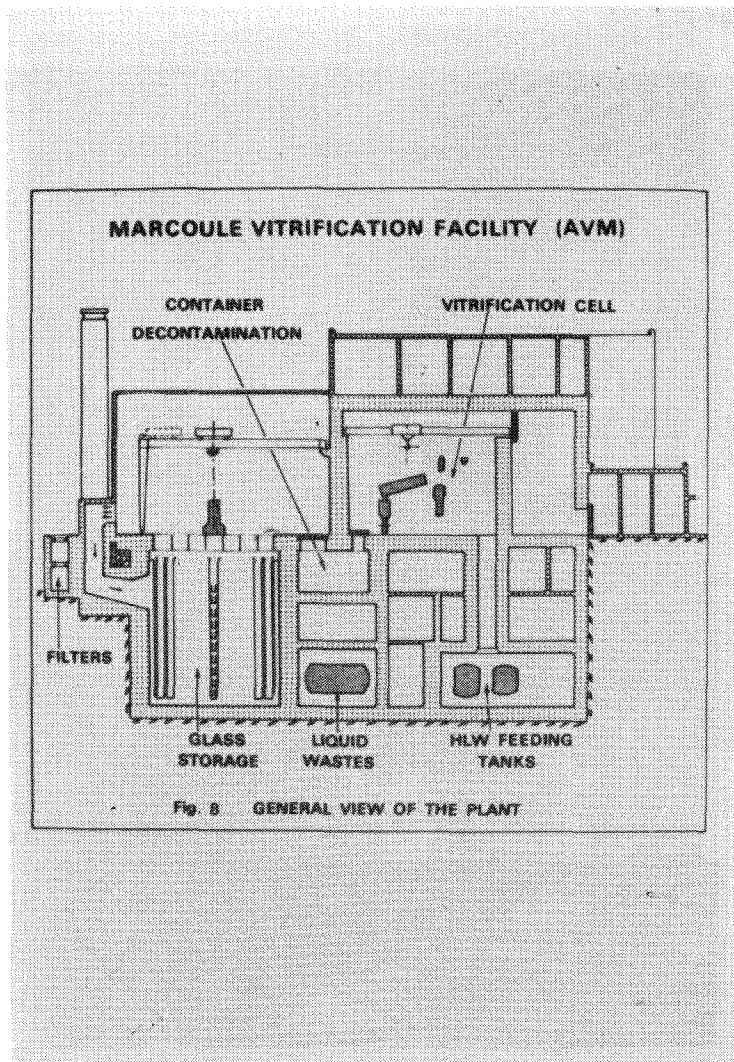 MARCOULE VITRIFICATION FACILITY (AVM)
CONTAINER
DECONTAMINATION
VITRIFICATION CELL
FILTERS
GLASS
STORAGE
LIQUID
WASTES
HLW FEEDING
TANKS
Fig. 8 GENERAL VIEW OF THE PLANT